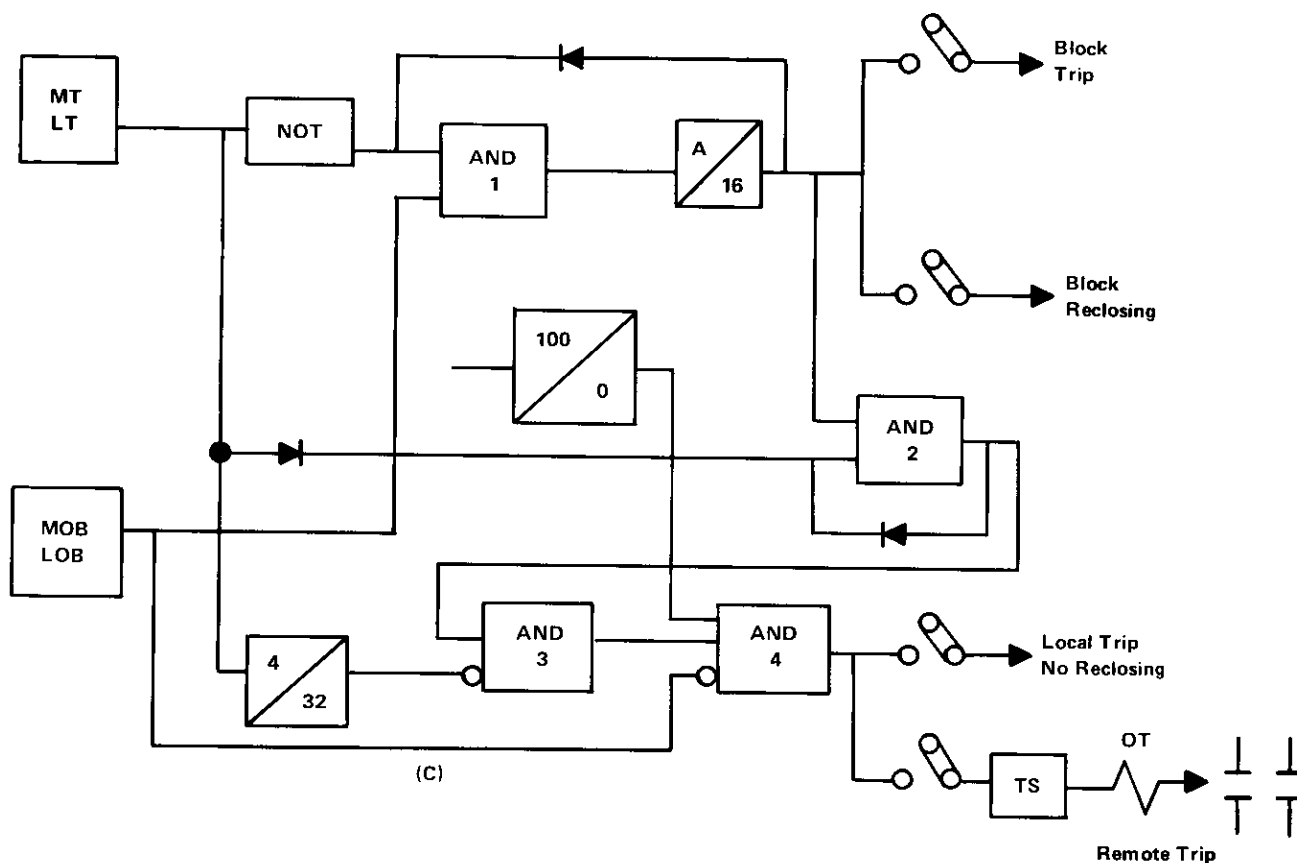 Block
Trip
MT
LT
NOT
AND
1
A
16
Block
Reclosing
100
0
AND
2
MOB
LOB
AND
3
AND
4
Local Trip
No Reclosing
4
32
(C)
TS
OT
Remote Trip